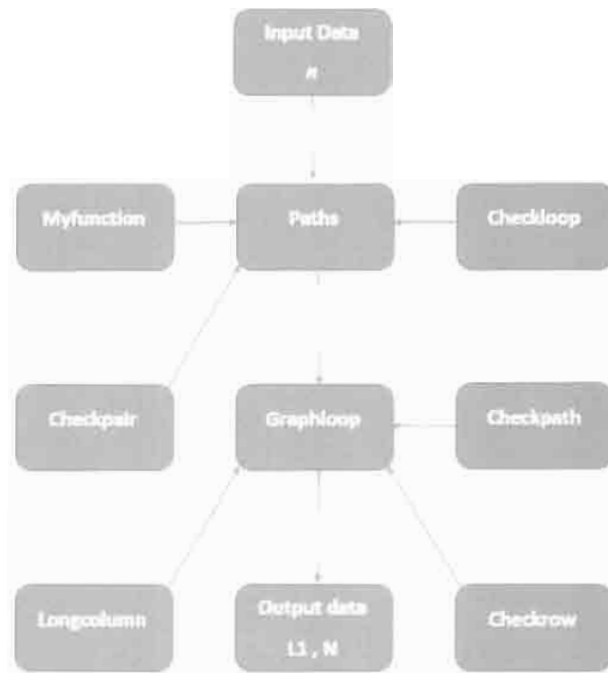 Input Data
n
Myfunction
Paths
Checkloop
Checkpair
Graphloop
Checkpath
Longcolumn
Output data
L1 , N
Checkrow